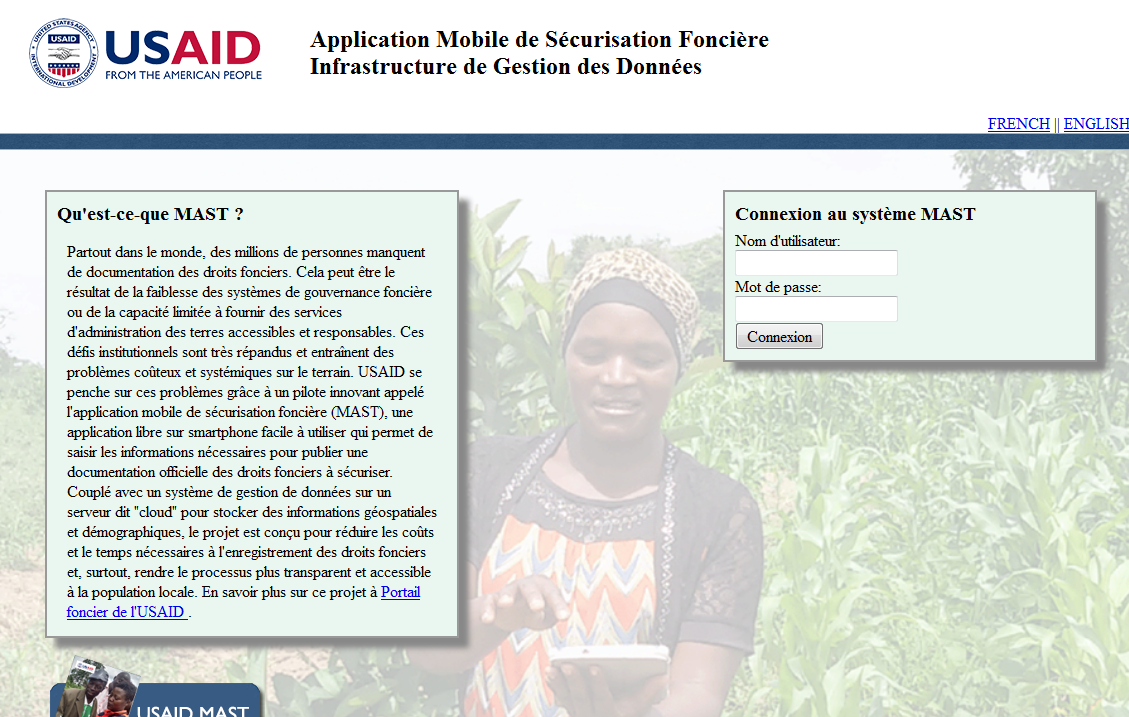 USAID
FROM THE AMERICAN PEOPLE
UNITED STATES AGENCY
INTERNATIONAL DEVELOPMENT
USAID
Application Mobile de Sécurisation Foncière
Infrastructure de Gestion des Données
FRENCH || ENGLISH
Qu'est-ce-que MAST ?
Partout dans le monde, des millions de personnes manquent
de documentation des droits fonciers. Cela peut être le
résultat de la faiblesse des systèmes de gouvernance foncière
ou de la capacité limitée à fournir des services
d'administration des terres accessibles et responsables. Ces
défis institutionnels sont très répandus et entraînent des
problèmes coûteux et systémiques sur le terrain. USAID se
penche sur ces problèmes grâce à un pilote innovant appelé
l'application mobile de sécurisation foncière (MAST), une
application libre sur smartphone facile à utiliser qui permet de
saisir les informations nécessaires pour publier une
documentation officielle des droits fonciers à sécuriser.
Couplé avec un système de gestion de données sur un
serveur dit "cloud" pour stocker des informations géospatiales
et démographiques, le projet est conçu pour réduire les coûts
et le temps nécessaires à l'enregistrement des droits fonciers
et, surtout, rendre le processus plus transparent et accessible
à la population locale. En savoir plus sur ce projet à Portail
foncier de l'USAID .
Connexion au système MAST
Nom d'utilisateur:
Mot de passe:
Connexion
USAID MAST